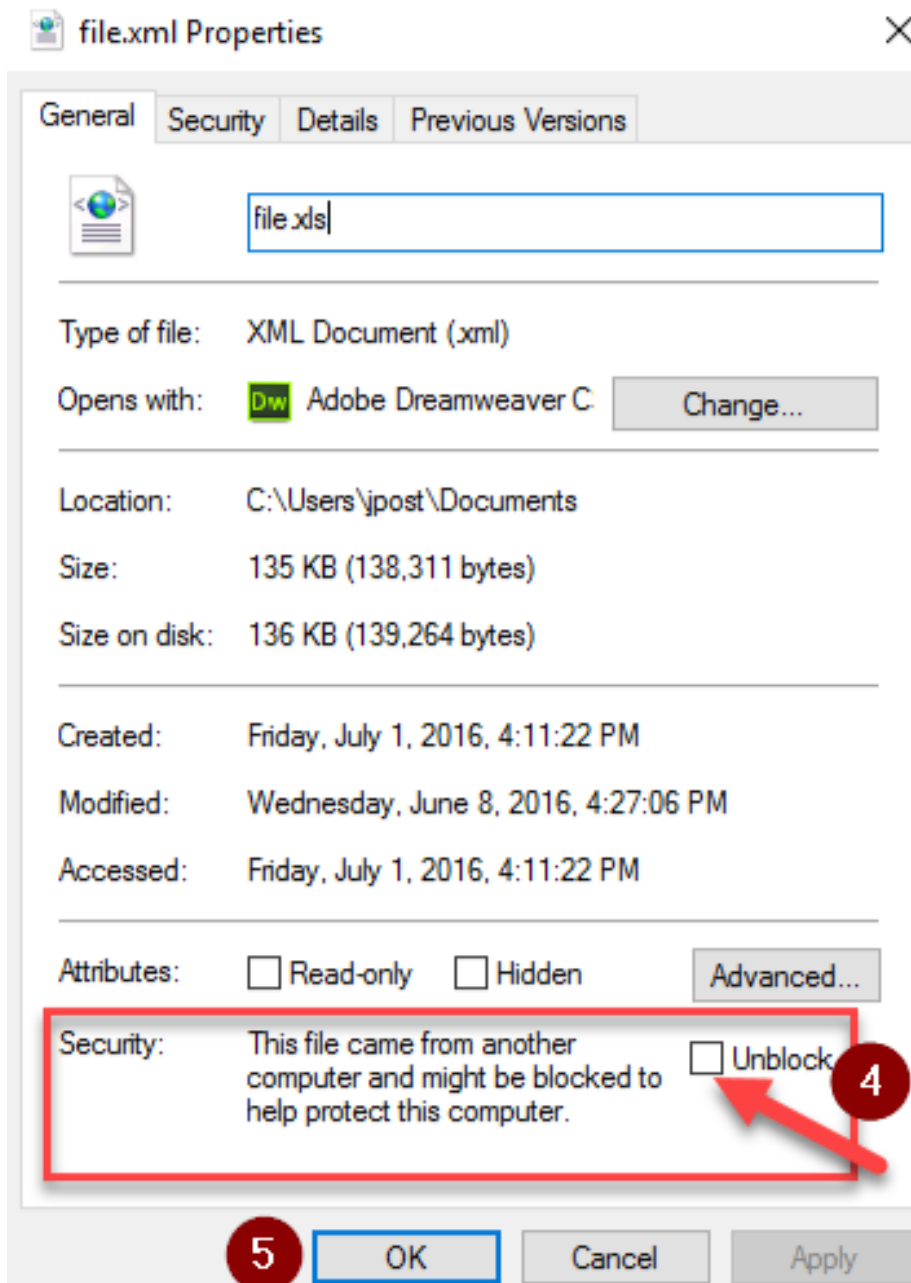 file.xml Properties
General Security Details Previous Versions
file.xls
Type of file: XML Document (.xml)
Opens with: Dw Adobe Dreamweaver C Change...
Location: C:\Users\jpost\Documents
Size: 135 KB (138,311 bytes)
Size on disk: 136 KB (139,264 bytes)
Created: Friday, July 1, 2016, 4:11:22 PM
Modified: Wednesday, June 8, 2016, 4:27:06 PM
Accessed: Friday, July 1, 2016, 4:11:22 PM
Attributes: Read-only Hidden Advanced...
Security: This file came from another
computer and might be blocked to
help protect this computer.
Unblock 4
5 OK Cancel Apply